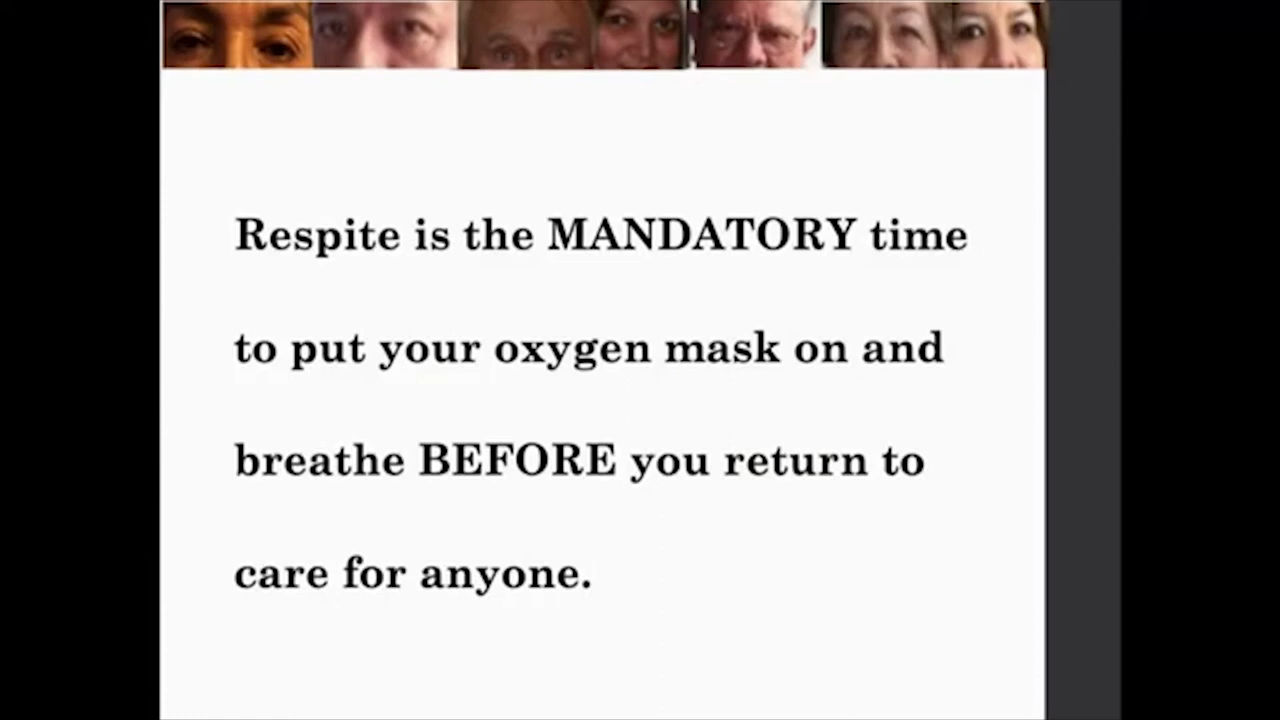 Respite is the MANDATORY time
to put your oxygen mask on and
breathe BEFORE you return to
care for anyone.